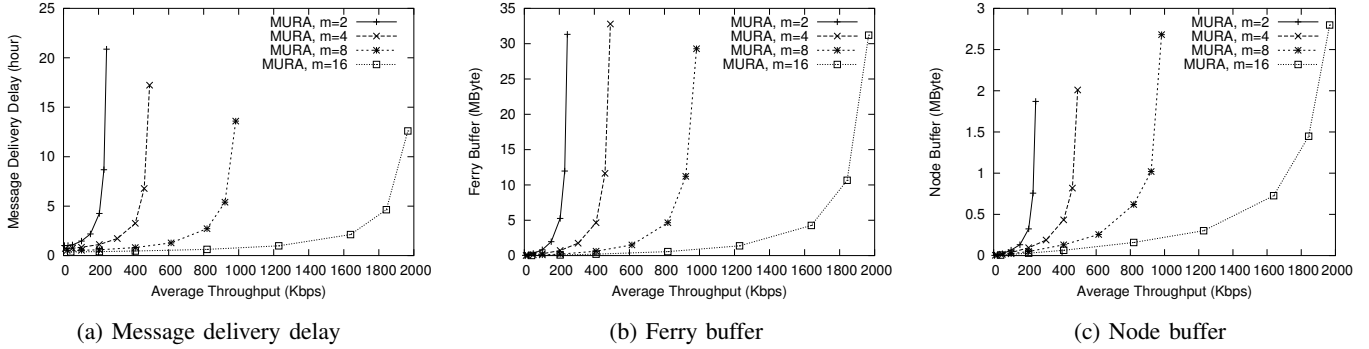 25
20
15
10
5
0
0 200 400 600 800 1000 1200 1400 1600 1800 2000
Message Delivery Delay (hour)
Average Throughput (Kbps)
MURA, m=2
MURA, m=4
MURA, m=8
MURA, m=16
(a) Message delivery delay
35
30
25
20
15
10
5
0
0 200 400 600 800 1000 1200 1400 1600 1800 2000
Ferry Buffer (MByte)
Average Throughput (Kbps)
MURA, m=2
MURA, m=4
MURA, m=8
MURA, m=16
(b) Ferry buffer
3
2.5
2
1.5
1
0.5
0
0 200 400 600 800 1000 1200 1400 1600 1800 2000
Node Buffer (MByte)
Average Throughput (Kbps)
MURA, m=2
MURA, m=4
MURA, m=8
MURA, m=16
(c) Node buffer